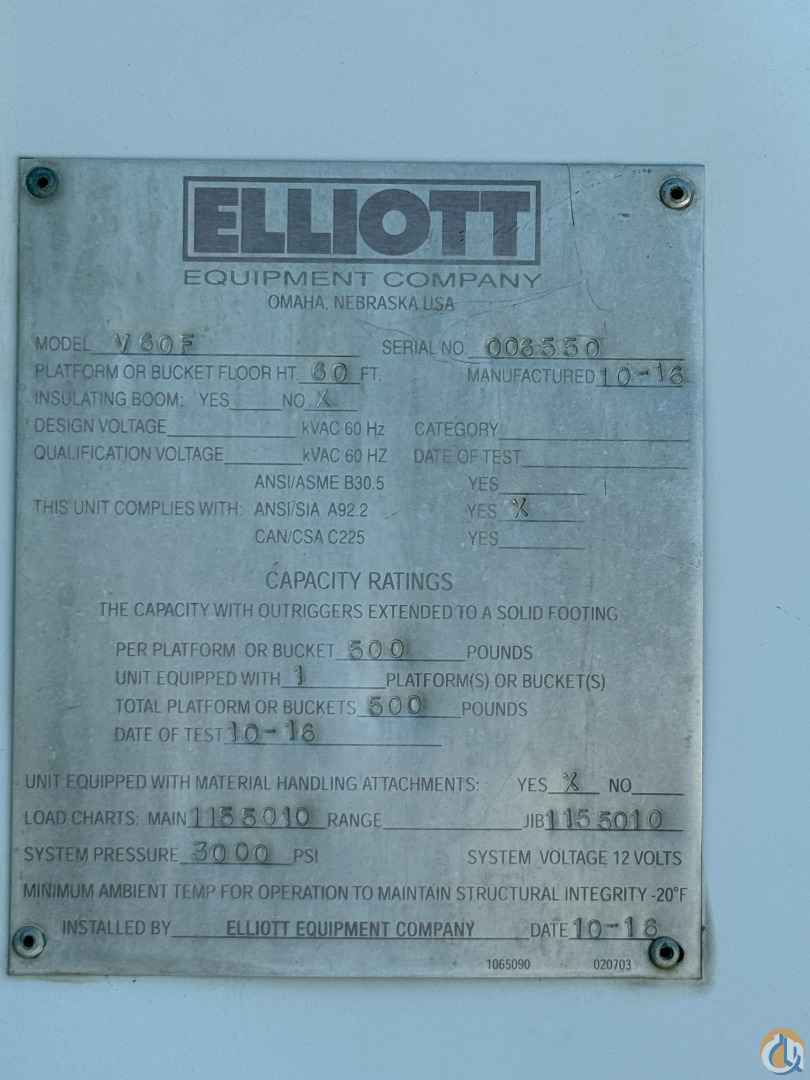 ELLIOTT
EQUIPMENT COMPANY
OMAHA, NEBRASKA USA
MODEL V60F SERIAL NO. 006550
PLATFORM OR BUCKET FLOOR HT. 60 FT. MANUFACTURED 10-16
INSULATING BOOM: YES NO X
DESIGN VOLTAGE kVAC 60 Hz CATEGORY
QUALIFICATION VOLTAGE kVAC 60 HZ DATE OF TEST
ANSI/ASME B30.5 YES
THIS UNIT COMPLIES WITH: ANSI/SIA A92.2 YES X
CAN/CSA C225 YES
CAPACITY RATINGS
THE CAPACITY WITH OUTRIGGERS EXTENDED TO A SOLID FOOTING
PER PLATFORM OR BUCKET 500 POUNDS
UNIT EQUIPPED WITH 1 PLATFORM(S) OR BUCKET(S)
TOTAL PLATFORM OR BUCKETS 500 POUNDS
DATE OF TEST 10-16
UNIT EQUIPPED WITH MATERIAL HANDLING ATTACHMENTS: YES X NO
LOAD CHARTS: MAIN 1155010 RANGE JIB 1155010
SYSTEM PRESSURE 3000 PSI SYSTEM VOLTAGE 12 VOLTS
MINIMUM AMBIENT TEMP FOR OPERATION TO MAINTAIN STRUCTURAL INTEGRITY -20°F
INSTALLED BY ELLIOTT EQUIPMENT COMPANY DATE 10-16
1065090 020703